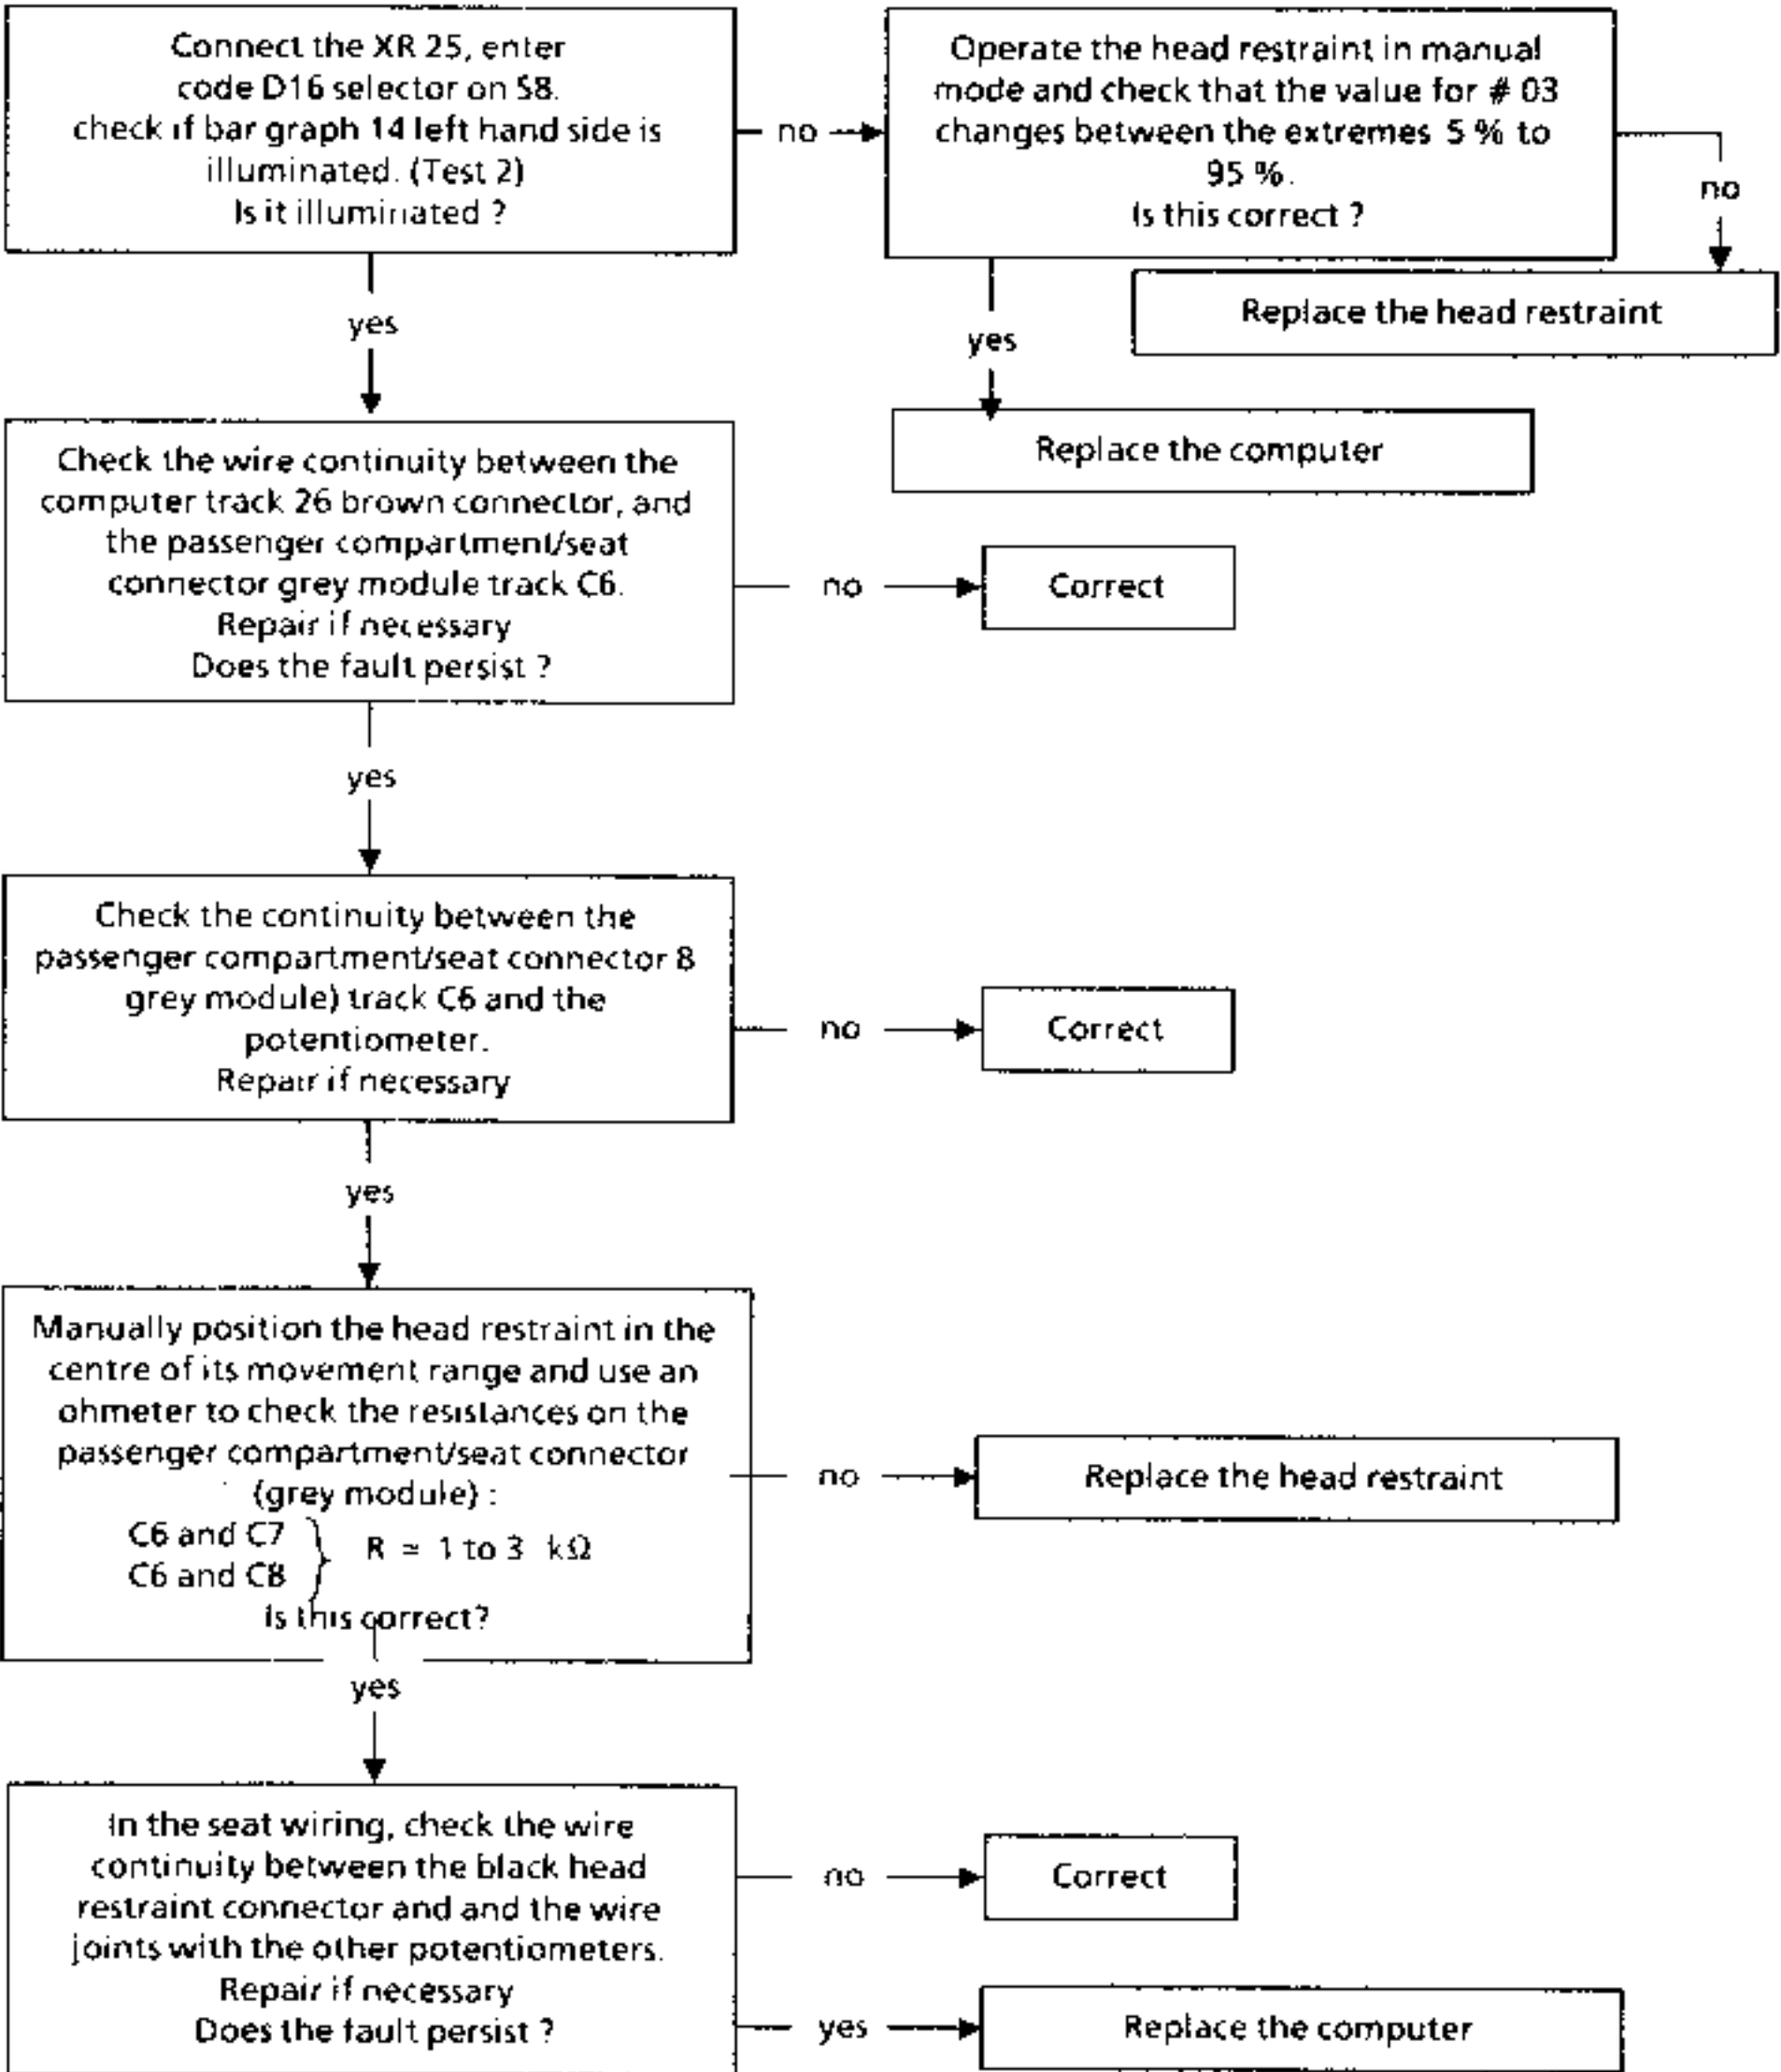 Connect the XR 25, enter
code D16 selector on S8.
check if bar graph 14 left hand side is
illuminated. (Test 2)
Is it illuminated ?
no
Operate the head restraint in manual
mode and check that the value for # 03
changes between the extremes 5 % to
95 %.
Is this correct ?
no
Replace the head restraint
yes
yes
Replace the computer
Check the wire continuity between the
computer track 26 brown connector, and
the passenger compartment/seat
connector grey module track C6.
Repair if necessary
Does the fault persist ?
no
Correct
yes
Check the continuity between the
passenger compartment/seat connector 8
grey module) track C6 and the
potentiometer.
Repair if necessary
no
Correct
yes
Manually position the head restraint in the
centre of its movement range and use an
ohmeter to check the resistances on the
passenger compartment/seat connector
(grey module) :
C6 and C7
C6 and C8
R = 1 to 3 kΩ
Is this correct?
no
Replace the head restraint
yes
In the seat wiring, check the wire
continuity between the black head
restraint connector and and the wire
joints with the other potentiometers.
Repair if necessary
Does the fault persist ?
no
Correct
yes
Replace the computer